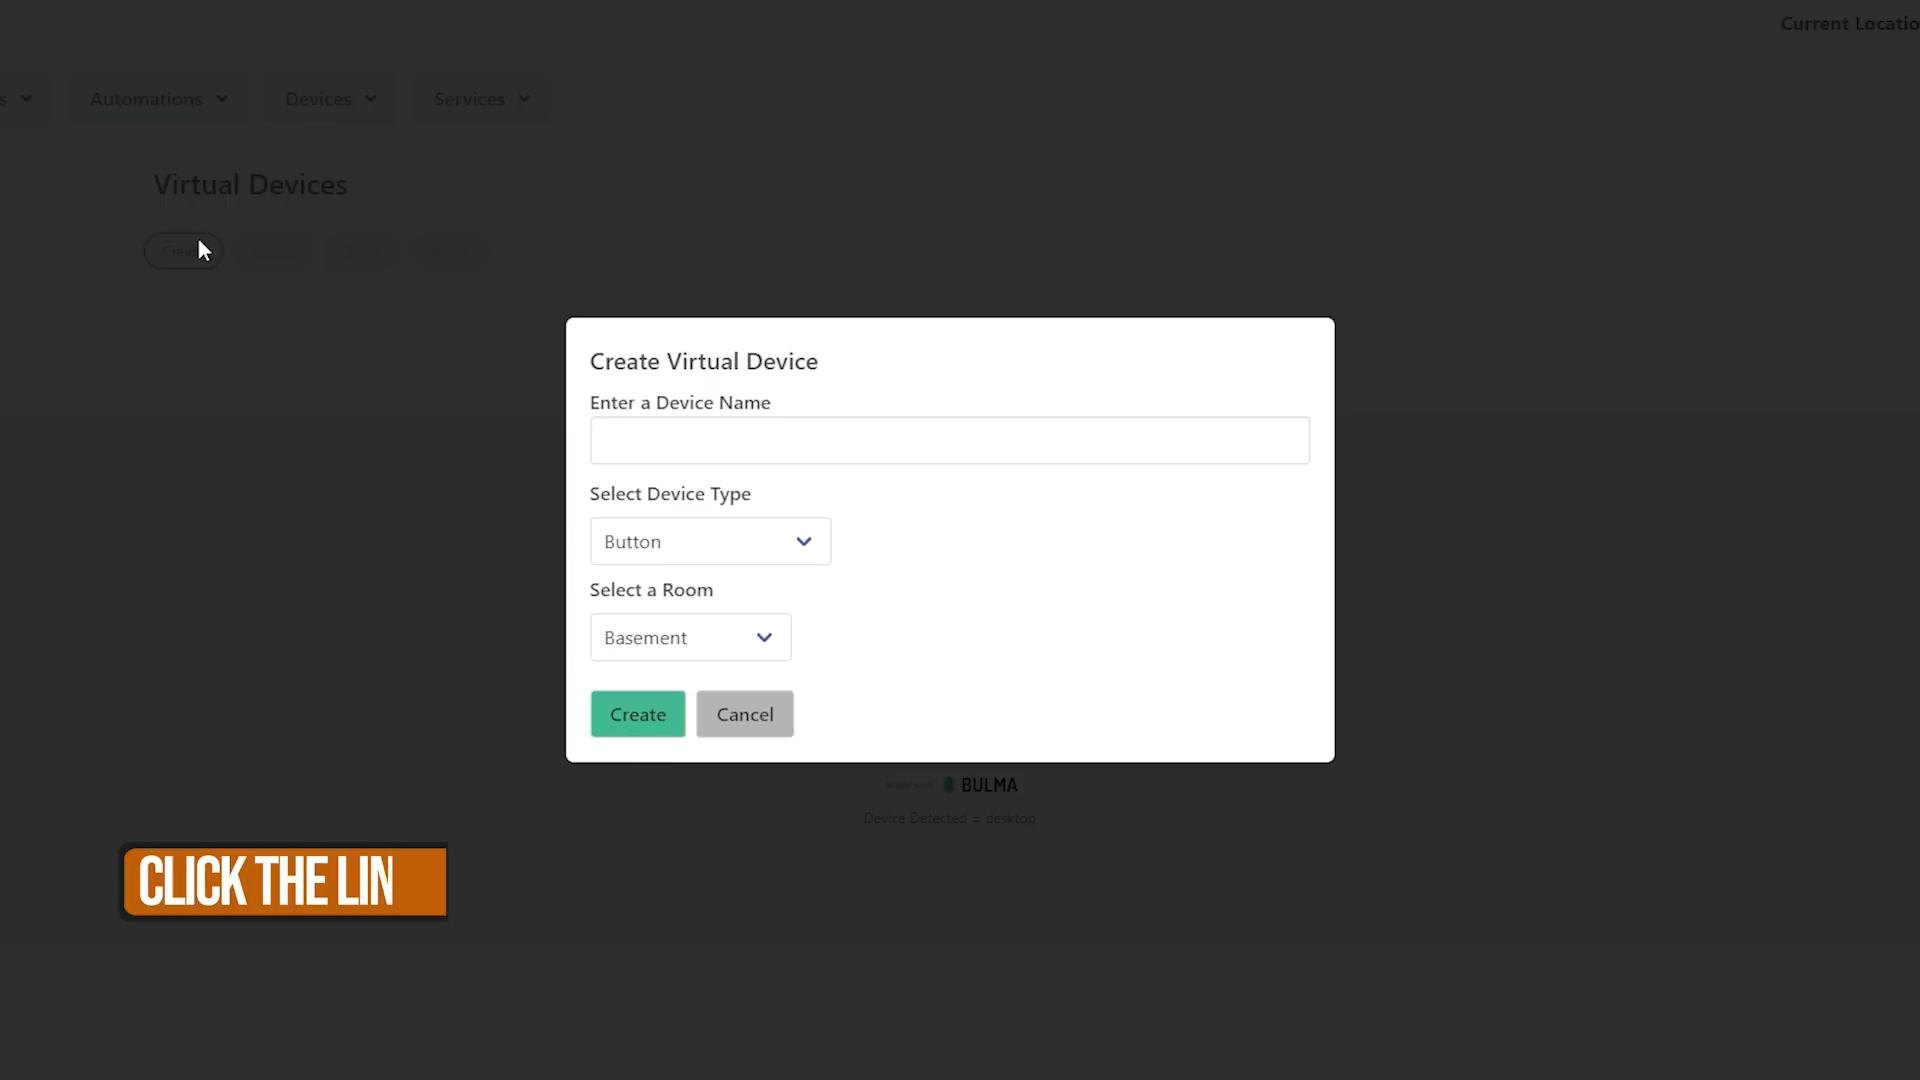 Current Locatio
s
Automations
Devices
Services
Virtual Devices
Create Virtual Device
Enter a Device Name
Select Device Type
Button
Select a Room
Basement
Create
Cancel
BULMA
Device Detected = desktop
CLICK THE LIN